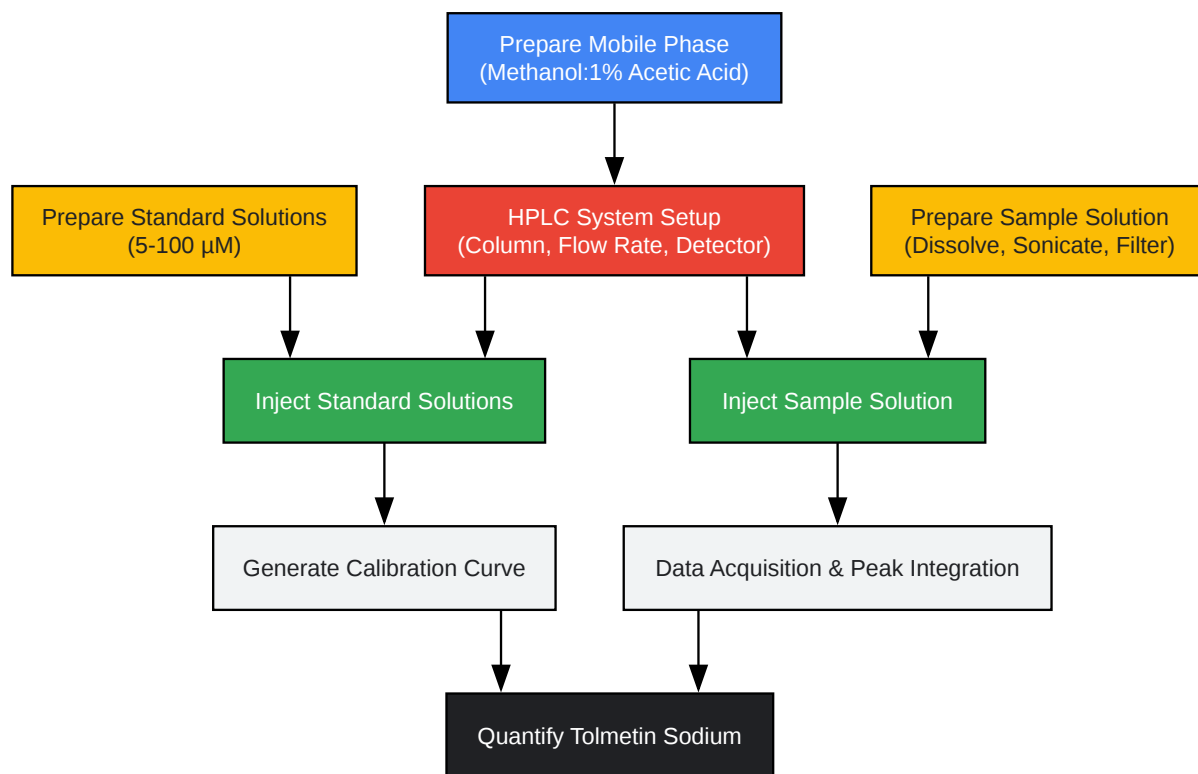 Prepare Mobile Phase
(Methanol:1% Acetic Acid)
Prepare Standard Solutions
(5-100 µM)
HPLC System Setup
(Column, Flow Rate, Detector)
Prepare Sample Solution
(Dissolve, Sonicate, Filter)
Inject Standard Solutions
Inject Sample Solution
Generate Calibration Curve
Data Acquisition & Peak Integration
Quantify Tolmetin Sodium